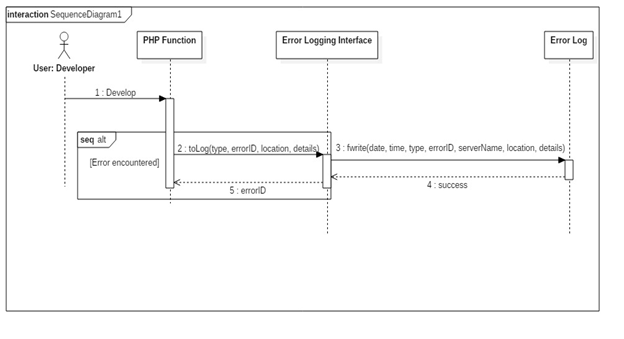 interaction SequenceDiagram1
PHP Function
Error Logging Interface
Error Log
User: Developer
1 : Develop
seq alt
2 : toLog(type, errorID, location, details)
3 : fwrite(date, time, type, errorID, serverName, location, details)
[Error encountered]
4 : success
5 : errorID